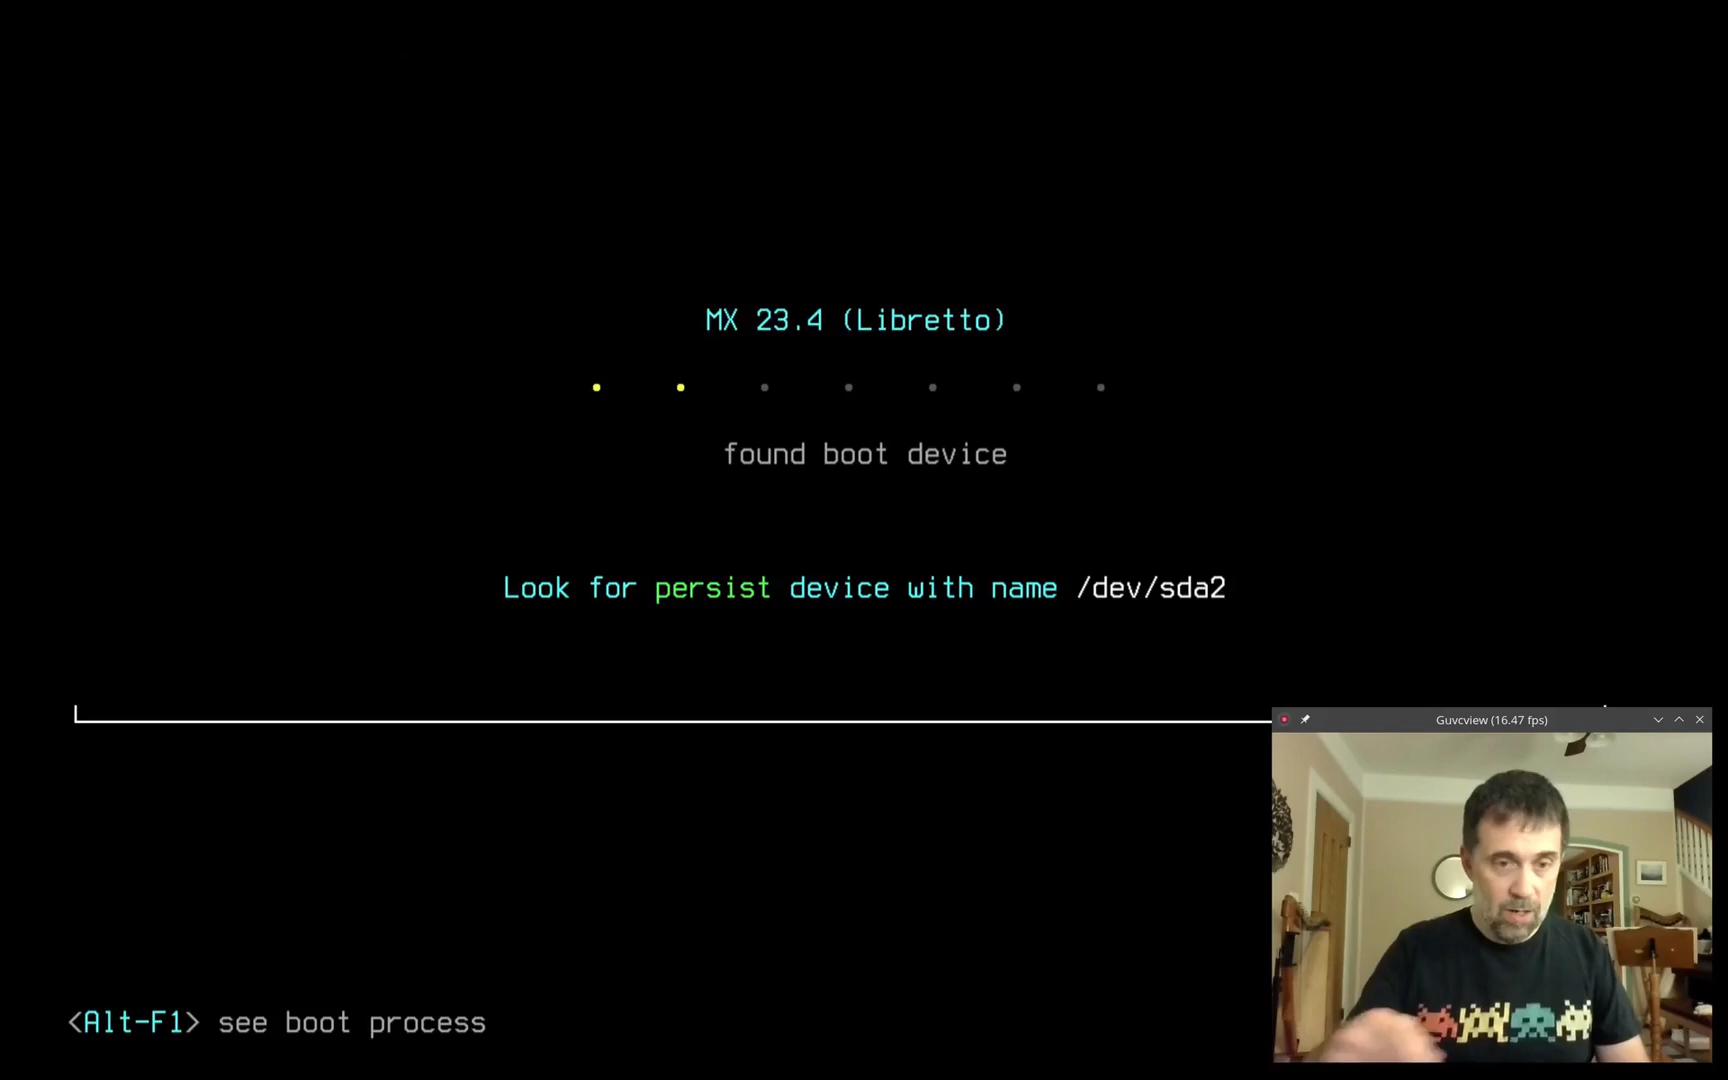 MX 23.4 (Libretto)
found boot device
Look for persist device with name /dev/sda2
Guvcview (16.47 fps)
<Alt-F1> see boot process